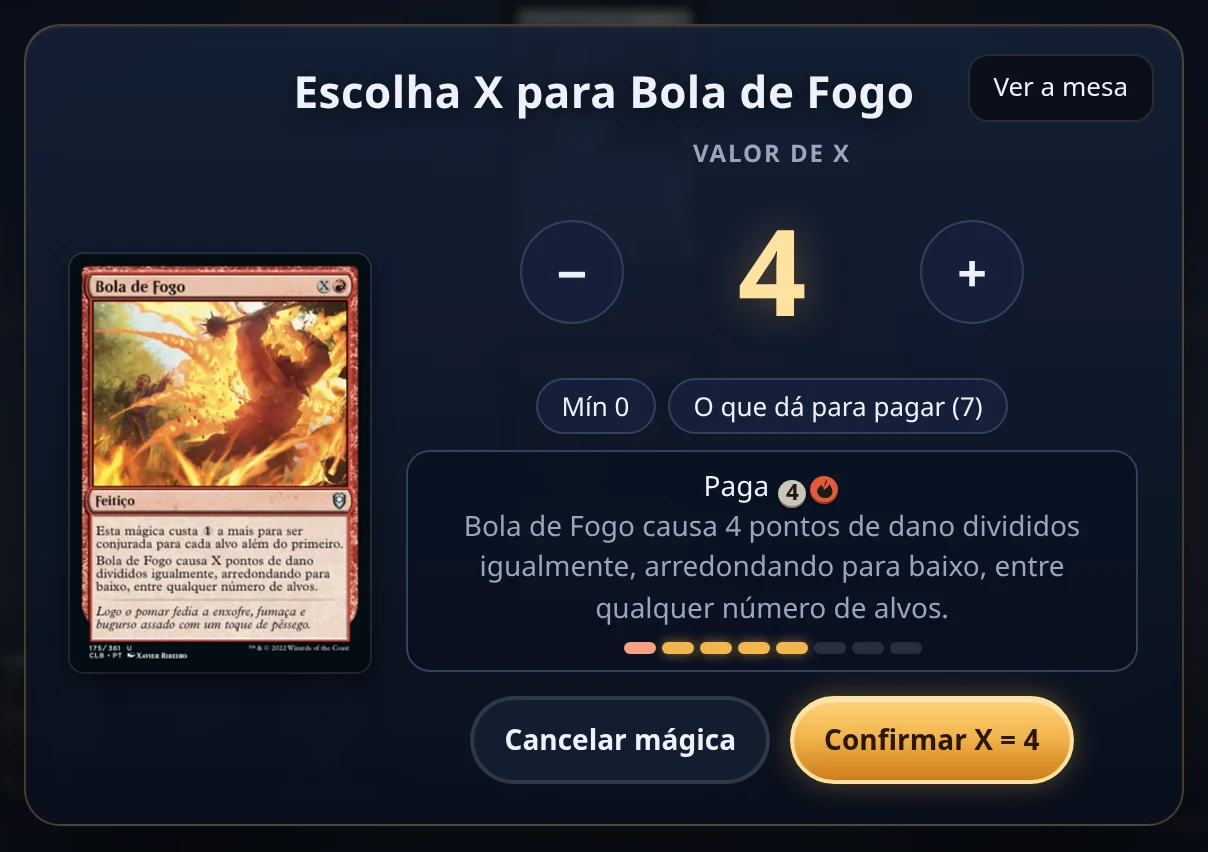 Escolha X para Bola de Fogo
Ver a mesa
VALOR DE X
−
4
+
Mín 0
O que dá para pagar (7)
Paga 4
Bola de Fogo causa 4 pontos de dano divididos
igualmente, arredondando para baixo, entre
qualquer número de alvos.
Cancelar mágica
Confirmar X = 4
Bola de Fogo X
Feitiço
Esta mágica custa 1 a mais para ser
conjurada para cada alvo além do primeiro.
Bola de Fogo causa X pontos de dano
divididos igualmente, arredondando para
baixo, entre qualquer número de alvos.
Logo o pomar fedia a enxofre, fumaça e
bugurso assado com um toque de pêssego.
175/361 U
CLB • PT Xavier Ribeiro
™ & © 2022 Wizards of the Coast